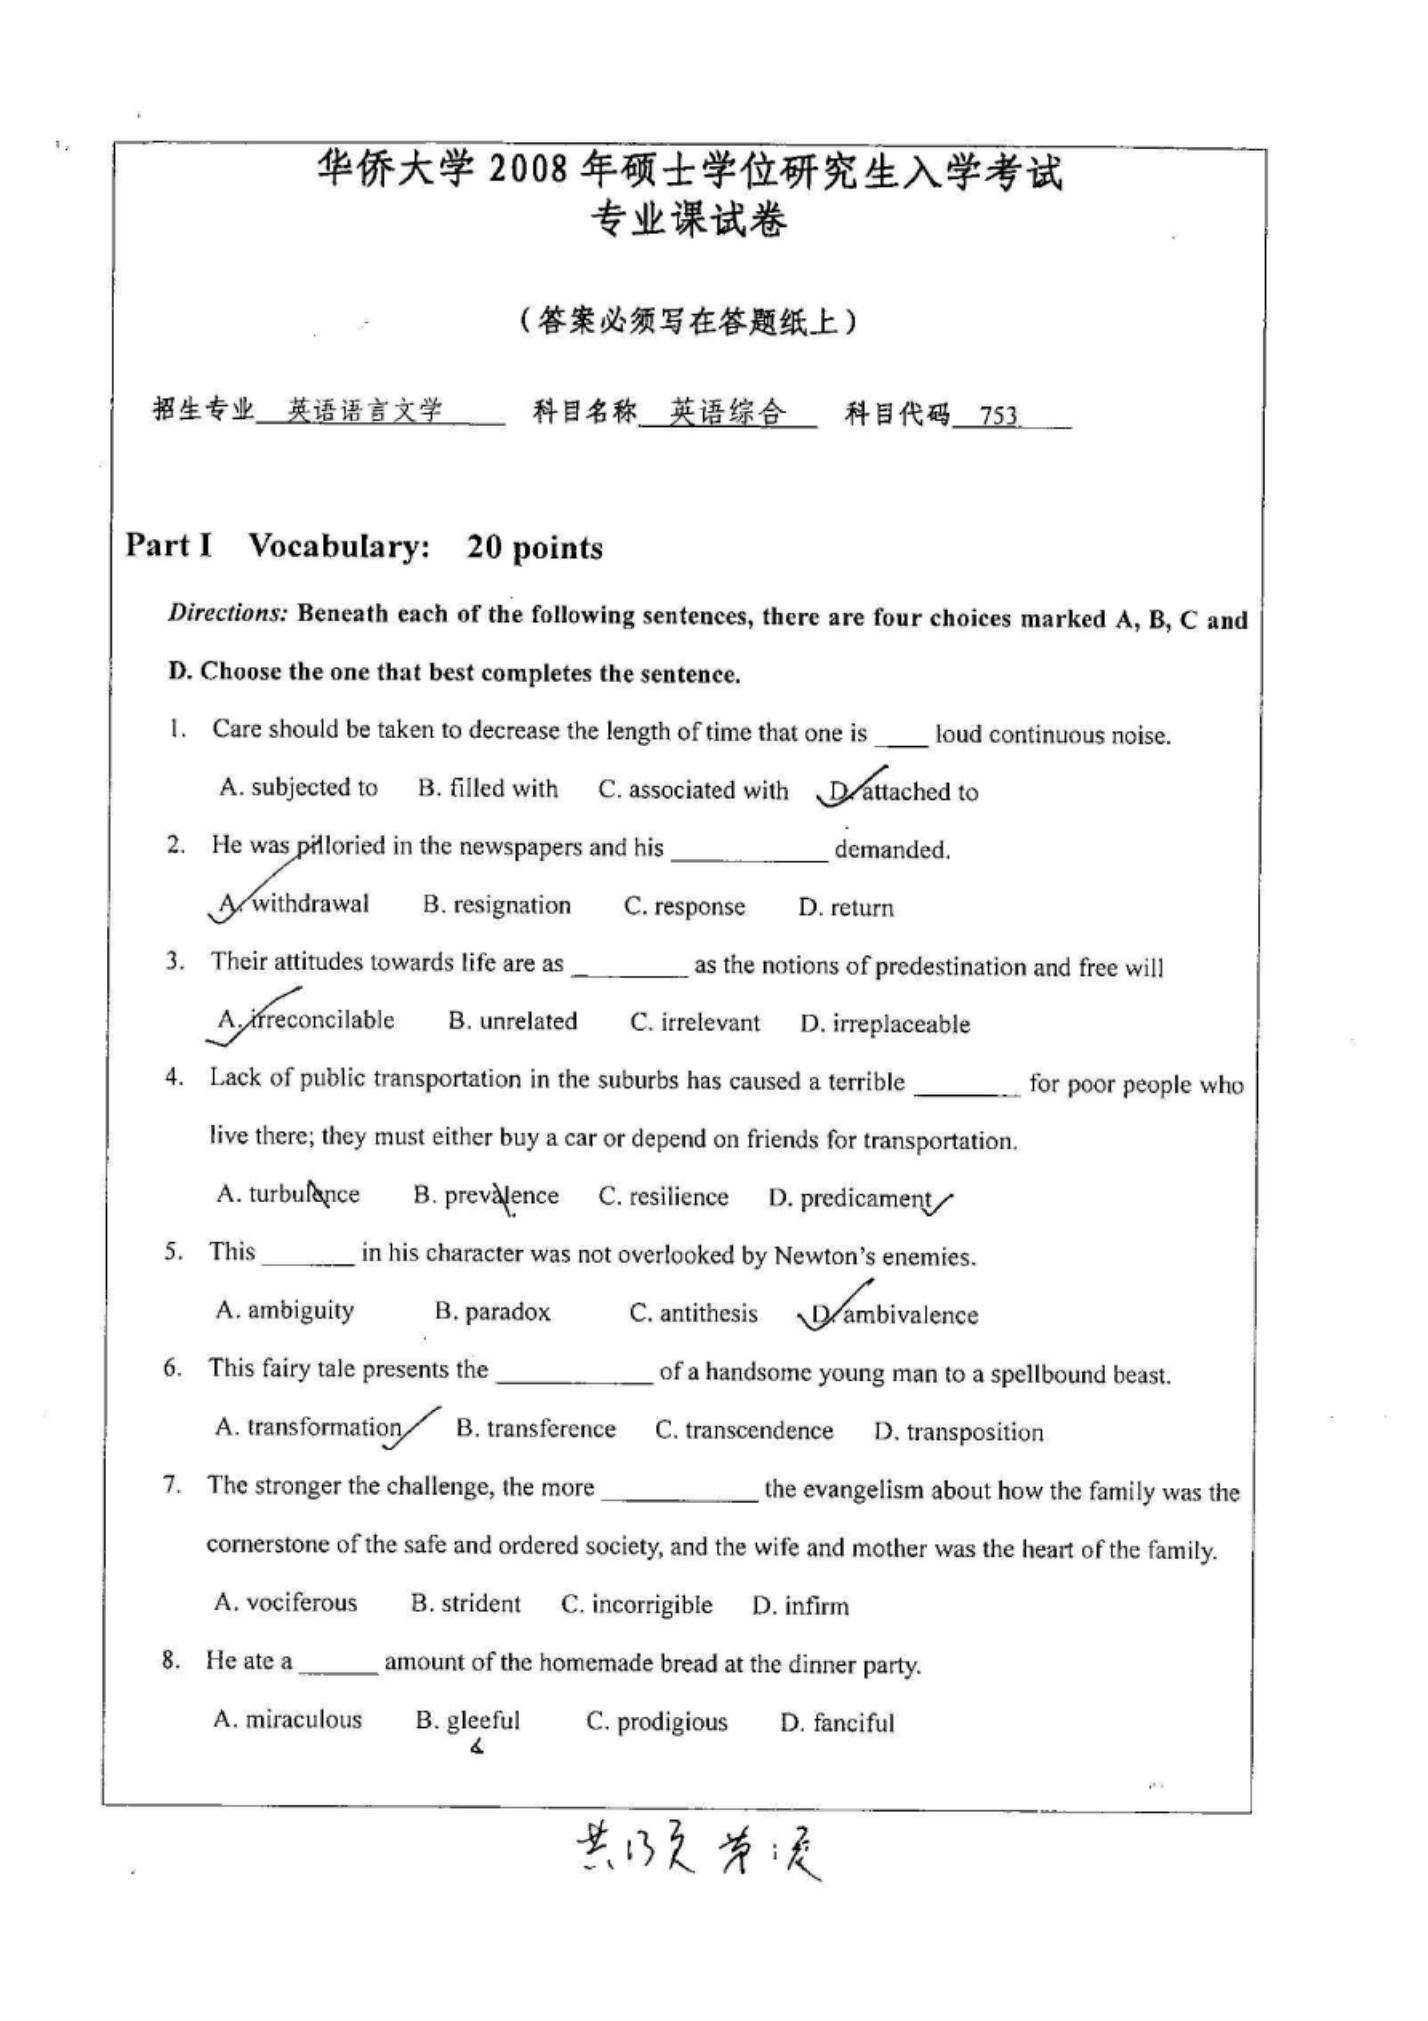 华侨大学 2008 年硕士学位研究生入学考试
专业课试卷
（答案必须写在答题纸上）
招生专业 英语语言文学 科目名称 英语综合 科目代码 753
Part I Vocabulary: 20 points
Directions: Beneath each of the following sentences, there are four choices marked A, B, C and
D. Choose the one that best completes the sentence.
1. Care should be taken to decrease the length of time that one is ____ loud continuous noise.
A. subjected to B. filled with C. associated with D. attached to
2. He was pilloried in the newspapers and his ____________ demanded.
A. withdrawal B. resignation C. response D. return
3. Their attitudes towards life are as _________ as the notions of predestination and free will
A. irreconcilable B. unrelated C. irrelevant D. irreplaceable
4. Lack of public transportation in the suburbs has caused a terrible ________ for poor people who
live there; they must either buy a car or depend on friends for transportation.
A. turbulence B. prevalence C. resilience D. predicament
5. This _______ in his character was not overlooked by Newton's enemies.
A. ambiguity B. paradox C. antithesis D. ambivalence
6. This fairy tale presents the ____________ of a handsome young man to a spellbound beast.
A. transformation B. transference C. transcendence D. transposition
7. The stronger the challenge, the more ____________ the evangelism about how the family was the
cornerstone of the safe and ordered society, and the wife and mother was the heart of the family.
A. vociferous B. strident C. incorrigible D. infirm
8. He ate a ______ amount of the homemade bread at the dinner party.
A. miraculous B. gleeful C. prodigious D. fanciful
共13页 第1页